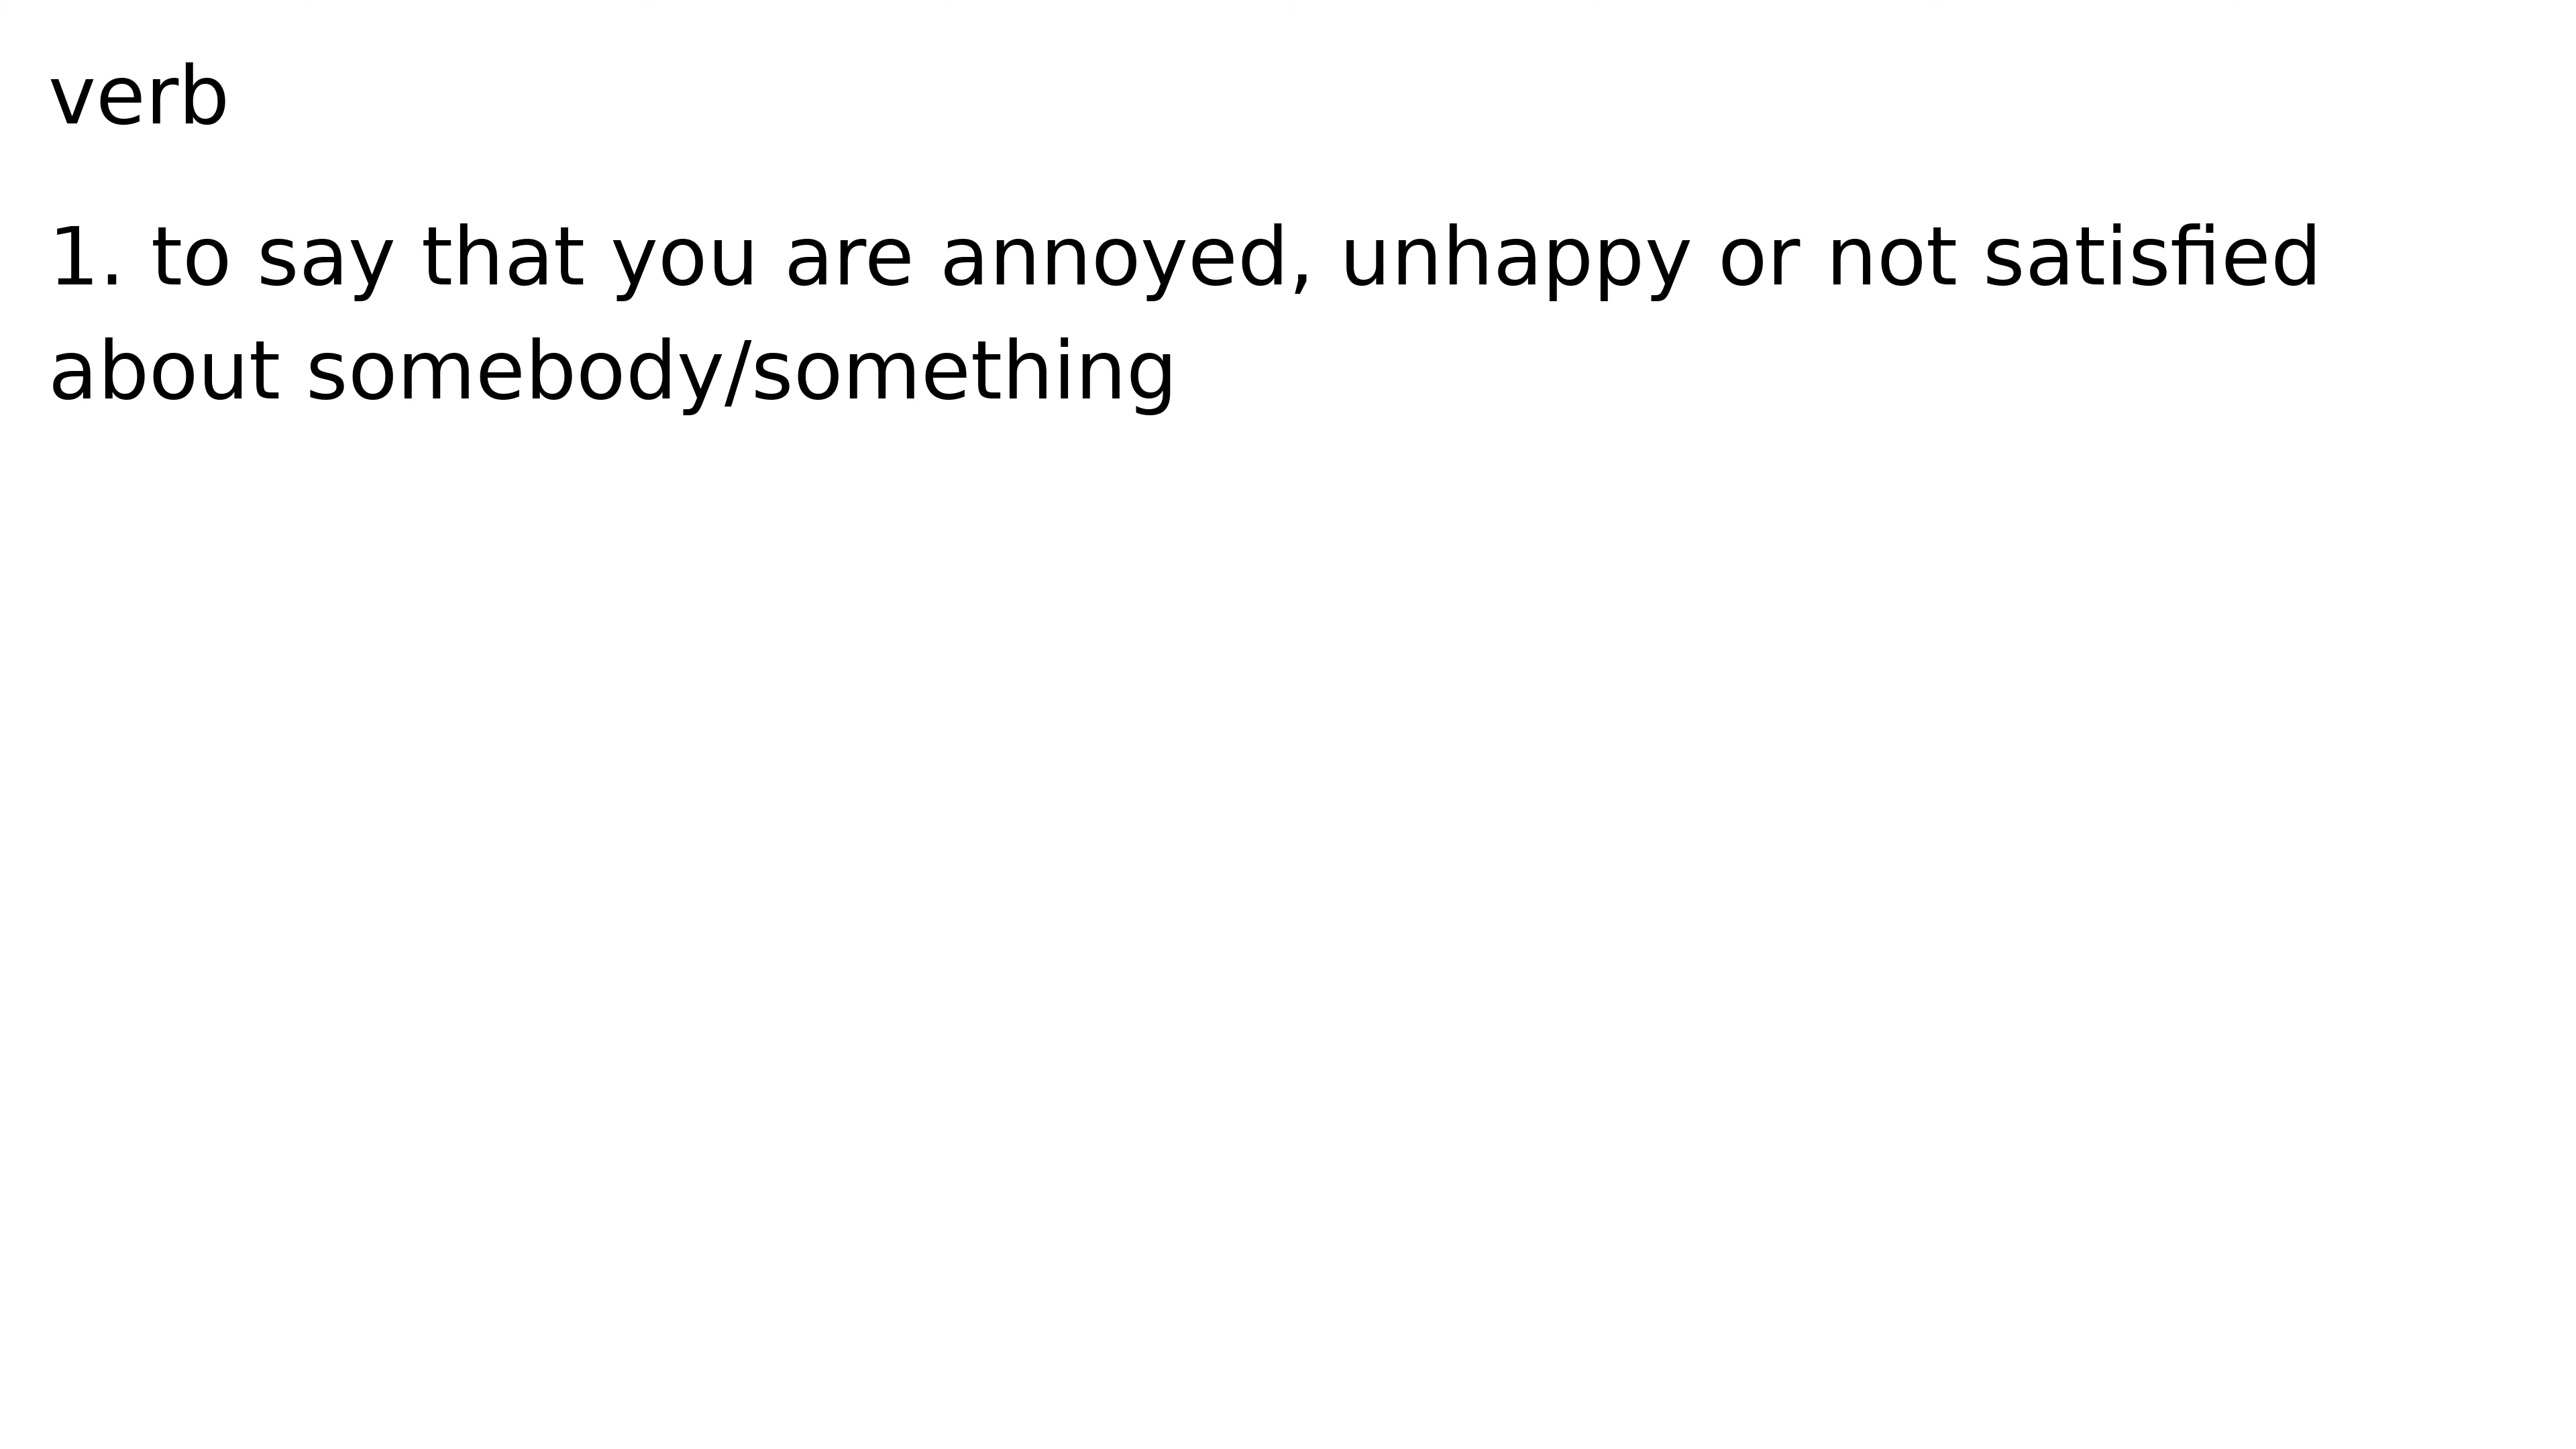 verb
1. to say that you are annoyed, unhappy or not satisfied
about somebody/something